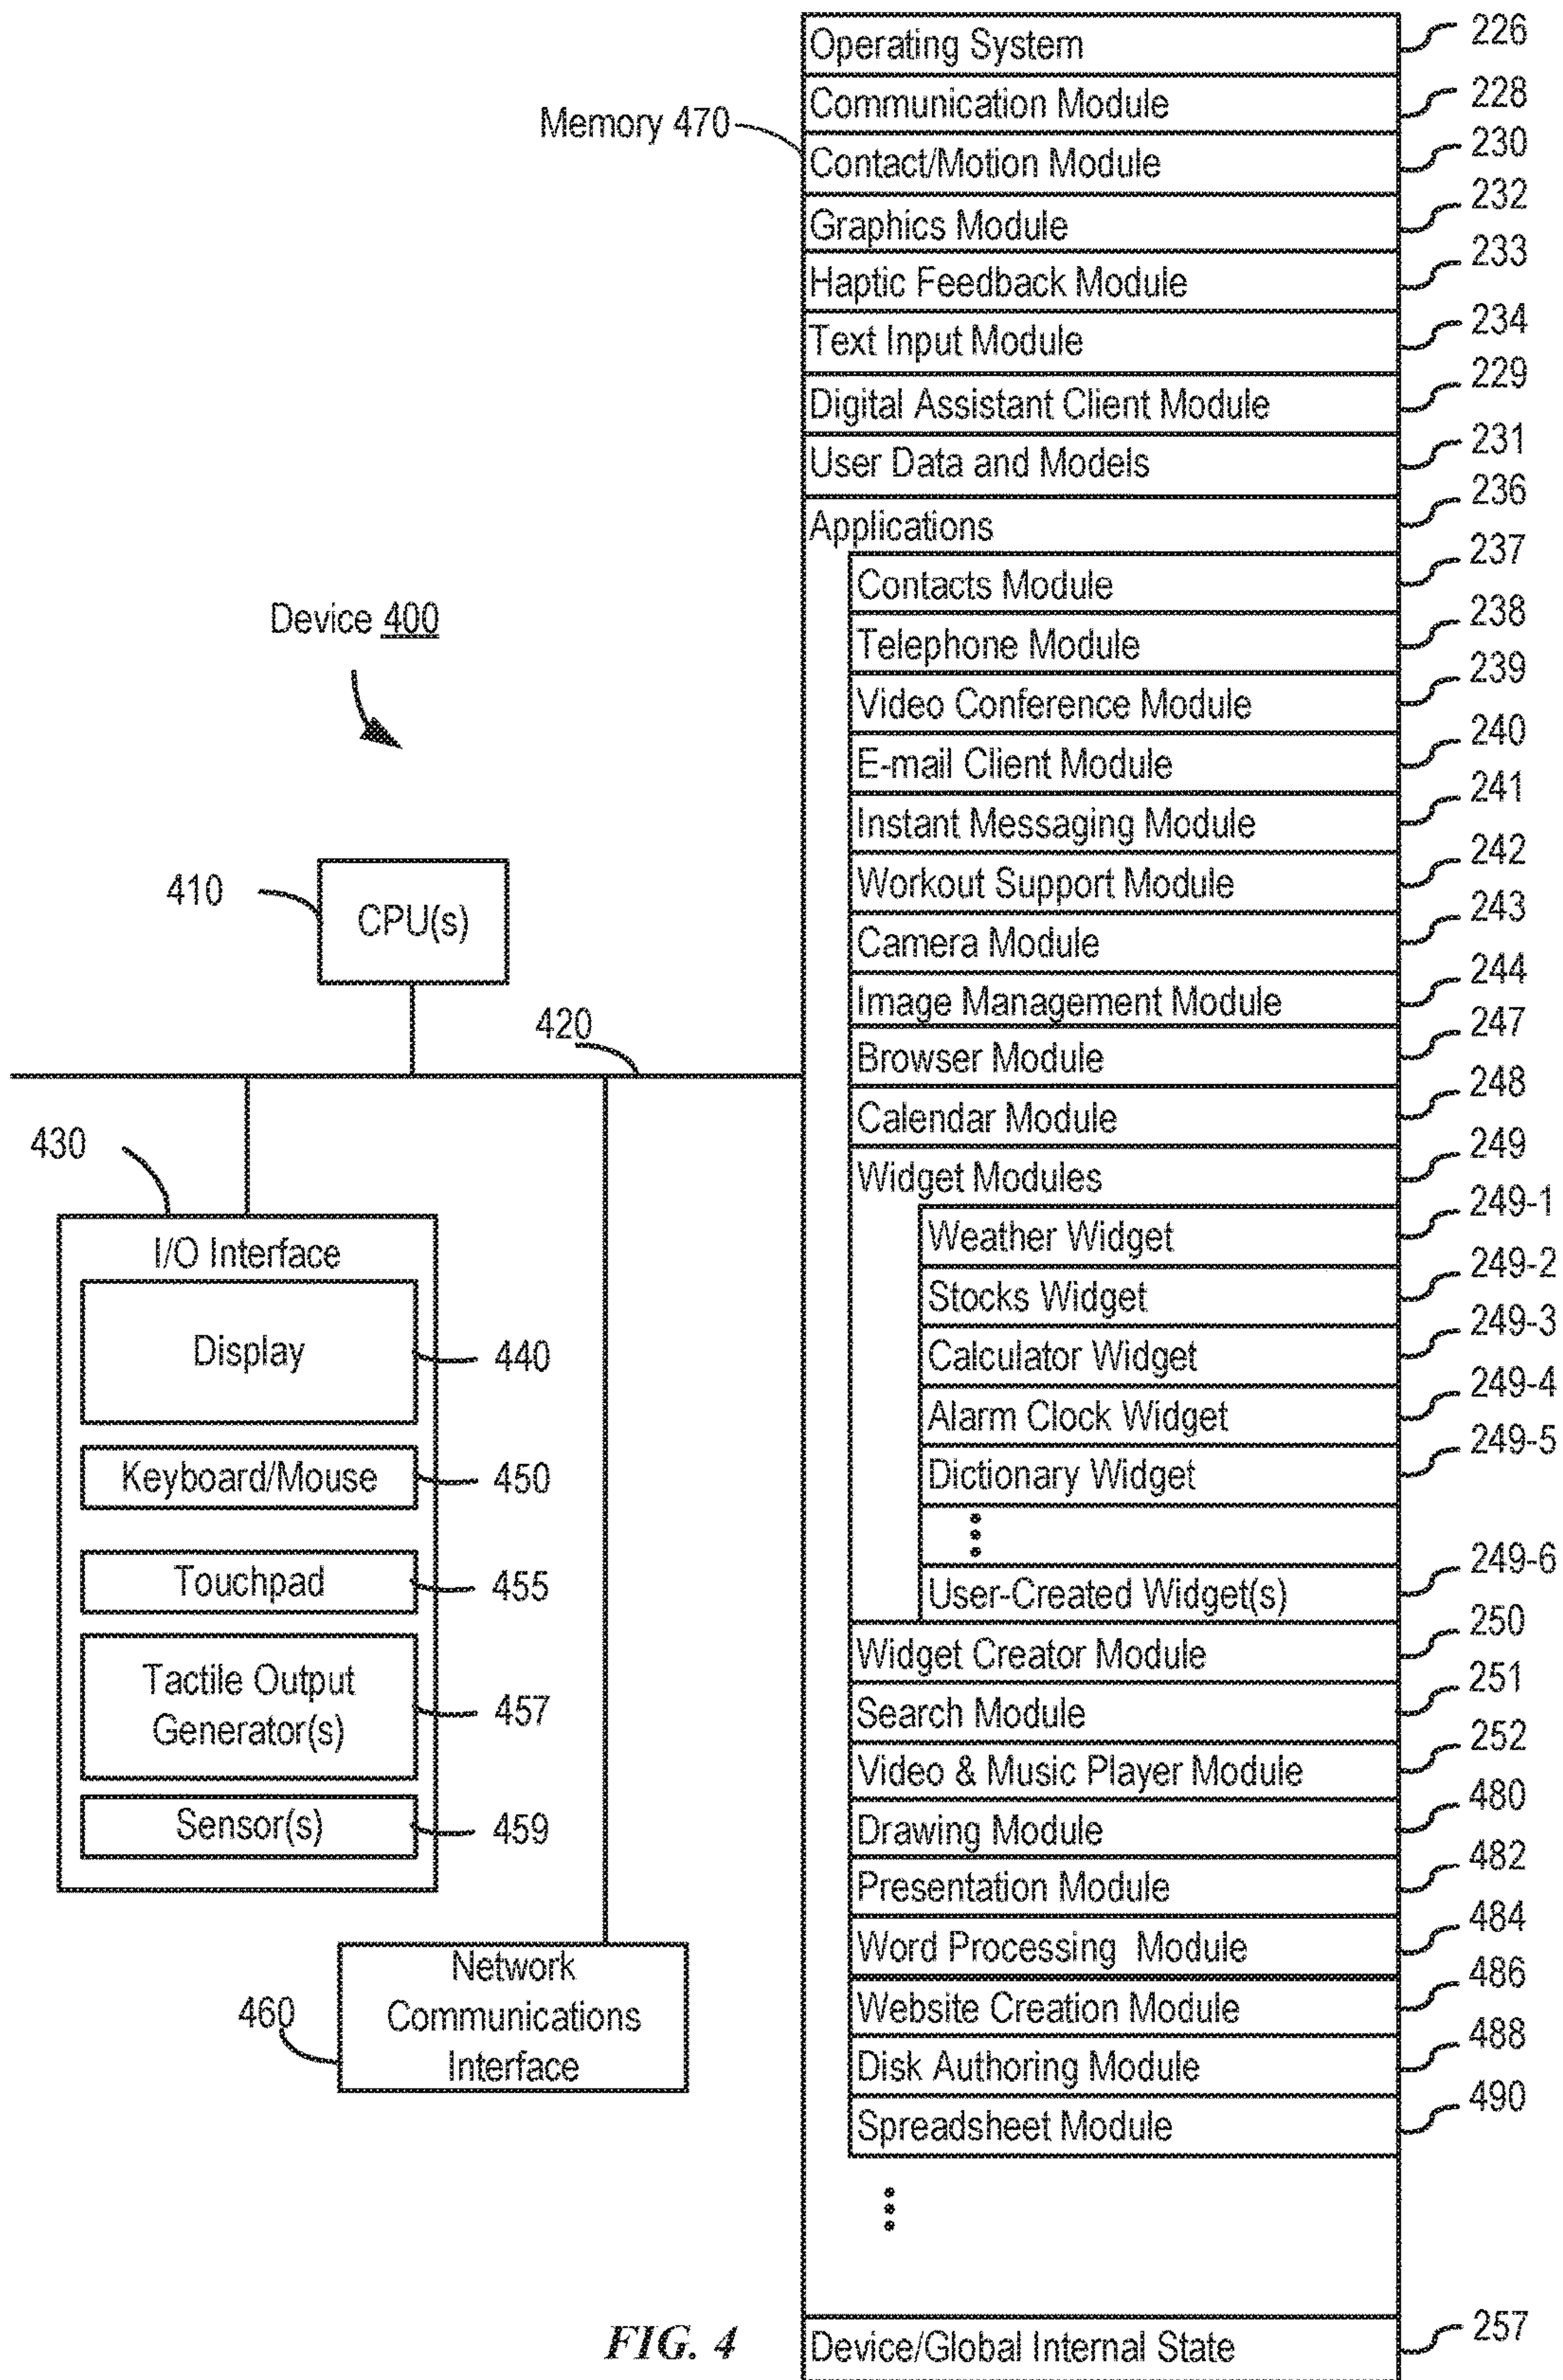 Operating System 226
Communication Module 228
Memory 470
Contact/Motion Module 230
Graphics Module 232
Haptic Feedback Module 233
Text Input Module 234
Digital Assistant Client Module 229
User Data and Models 231
Applications 236
Contacts Module 237
Device 400
Telephone Module 238
Video Conference Module 239
E-mail Client Module 240
Instant Messaging Module 241
Workout Support Module 242
410
CPU(s)
Camera Module 243
Image Management Module 244
420
Browser Module 247
Calendar Module 248
430
Widget Modules 249
Weather Widget 249-1
I/O Interface
Stocks Widget 249-2
Display 440
Calculator Widget 249-3
Alarm Clock Widget 249-4
Keyboard/Mouse 450
Dictionary Widget 249-5
Touchpad 455
User-Created Widget(s) 249-6
Widget Creator Module 250
Tactile Output
Generator(s) 457
Search Module 251
Video & Music Player Module 252
Sensor(s) 459
Drawing Module 480
Presentation Module 482
Word Processing Module 484
Network
Communications
Interface
460
Website Creation Module 486
Disk Authoring Module 488
Spreadsheet Module 490
FIG. 4
Device/Global Internal State 257